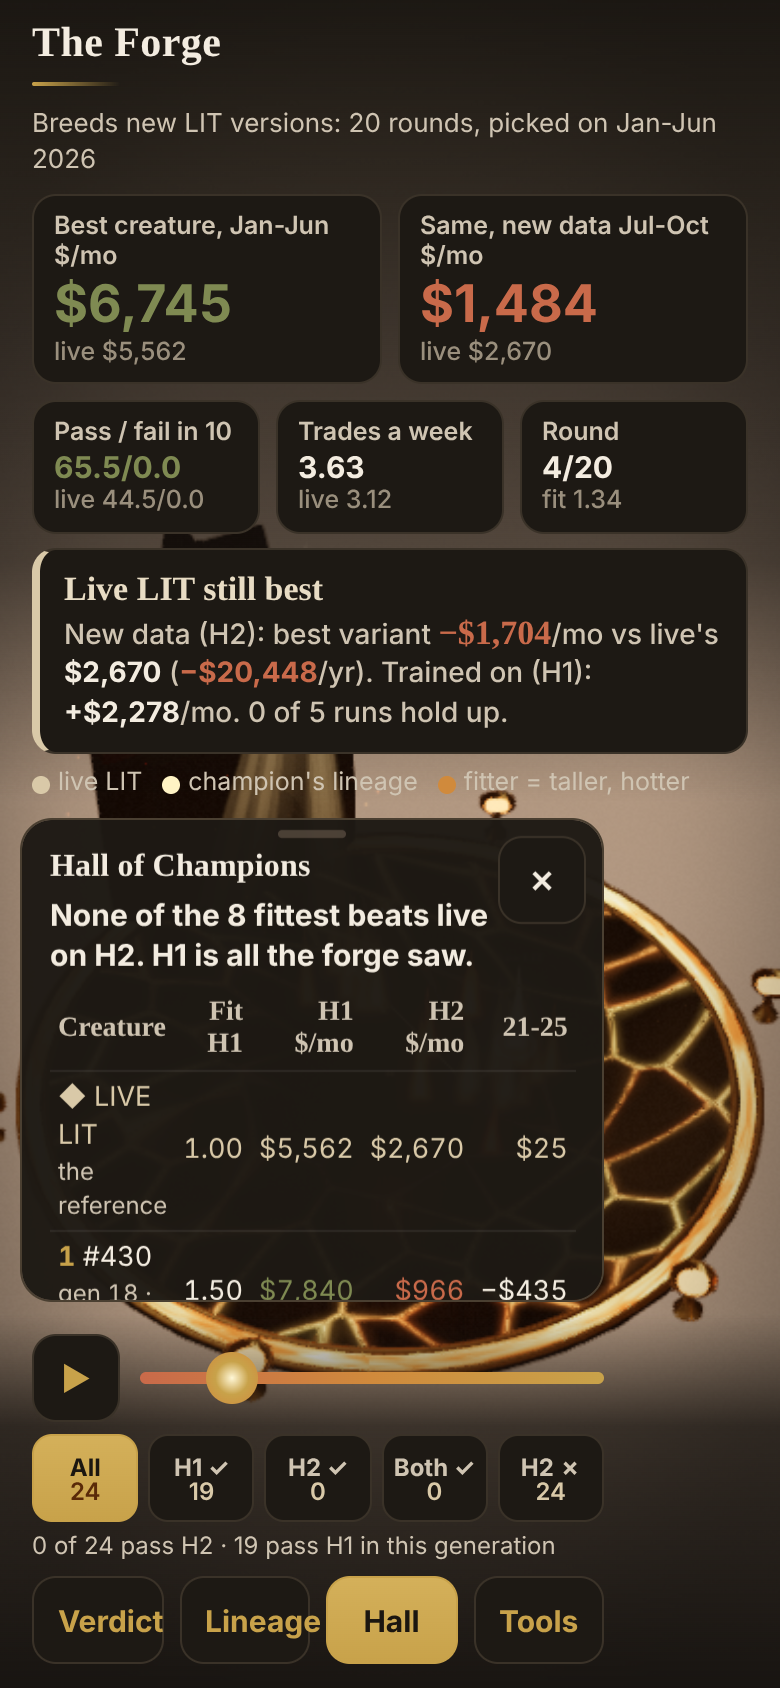 The Forge
Breeds new LIT versions: 20 rounds, picked on Jan-Jun
2026
Best creature, Jan-Jun
$/mo
$6,745
live $5,562
Same, new data Jul-Oct
$/mo
$1,484
live $2,670
Pass / fail in 10
65.5/0.0
live 44.5/0.0
Trades a week
3.63
live 3.12
Round
4/20
fit 1.34
Live LIT still best
New data (H2): best variant −$1,704/mo vs live's
$2,670 (−$20,448/yr). Trained on (H1):
+$2,278/mo. 0 of 5 runs hold up.
live LIT champion's lineage fitter = taller, hotter
Hall of Champions
×
None of the 8 fittest beats live
on H2. H1 is all the forge saw.
Creature Fit H1 H1 $/mo H2 $/mo 21-25
◆ LIVE
LIT
the
reference
1.00 $5,562 $2,670 $25
1 #430
gen 18 ·
1.50 $7,840 $966 −$435
All
24
H1 ✓
19
H2 ✓
0
Both ✓
0
H2 ×
24
0 of 24 pass H2 · 19 pass H1 in this generation
Verdict Lineage Hall Tools